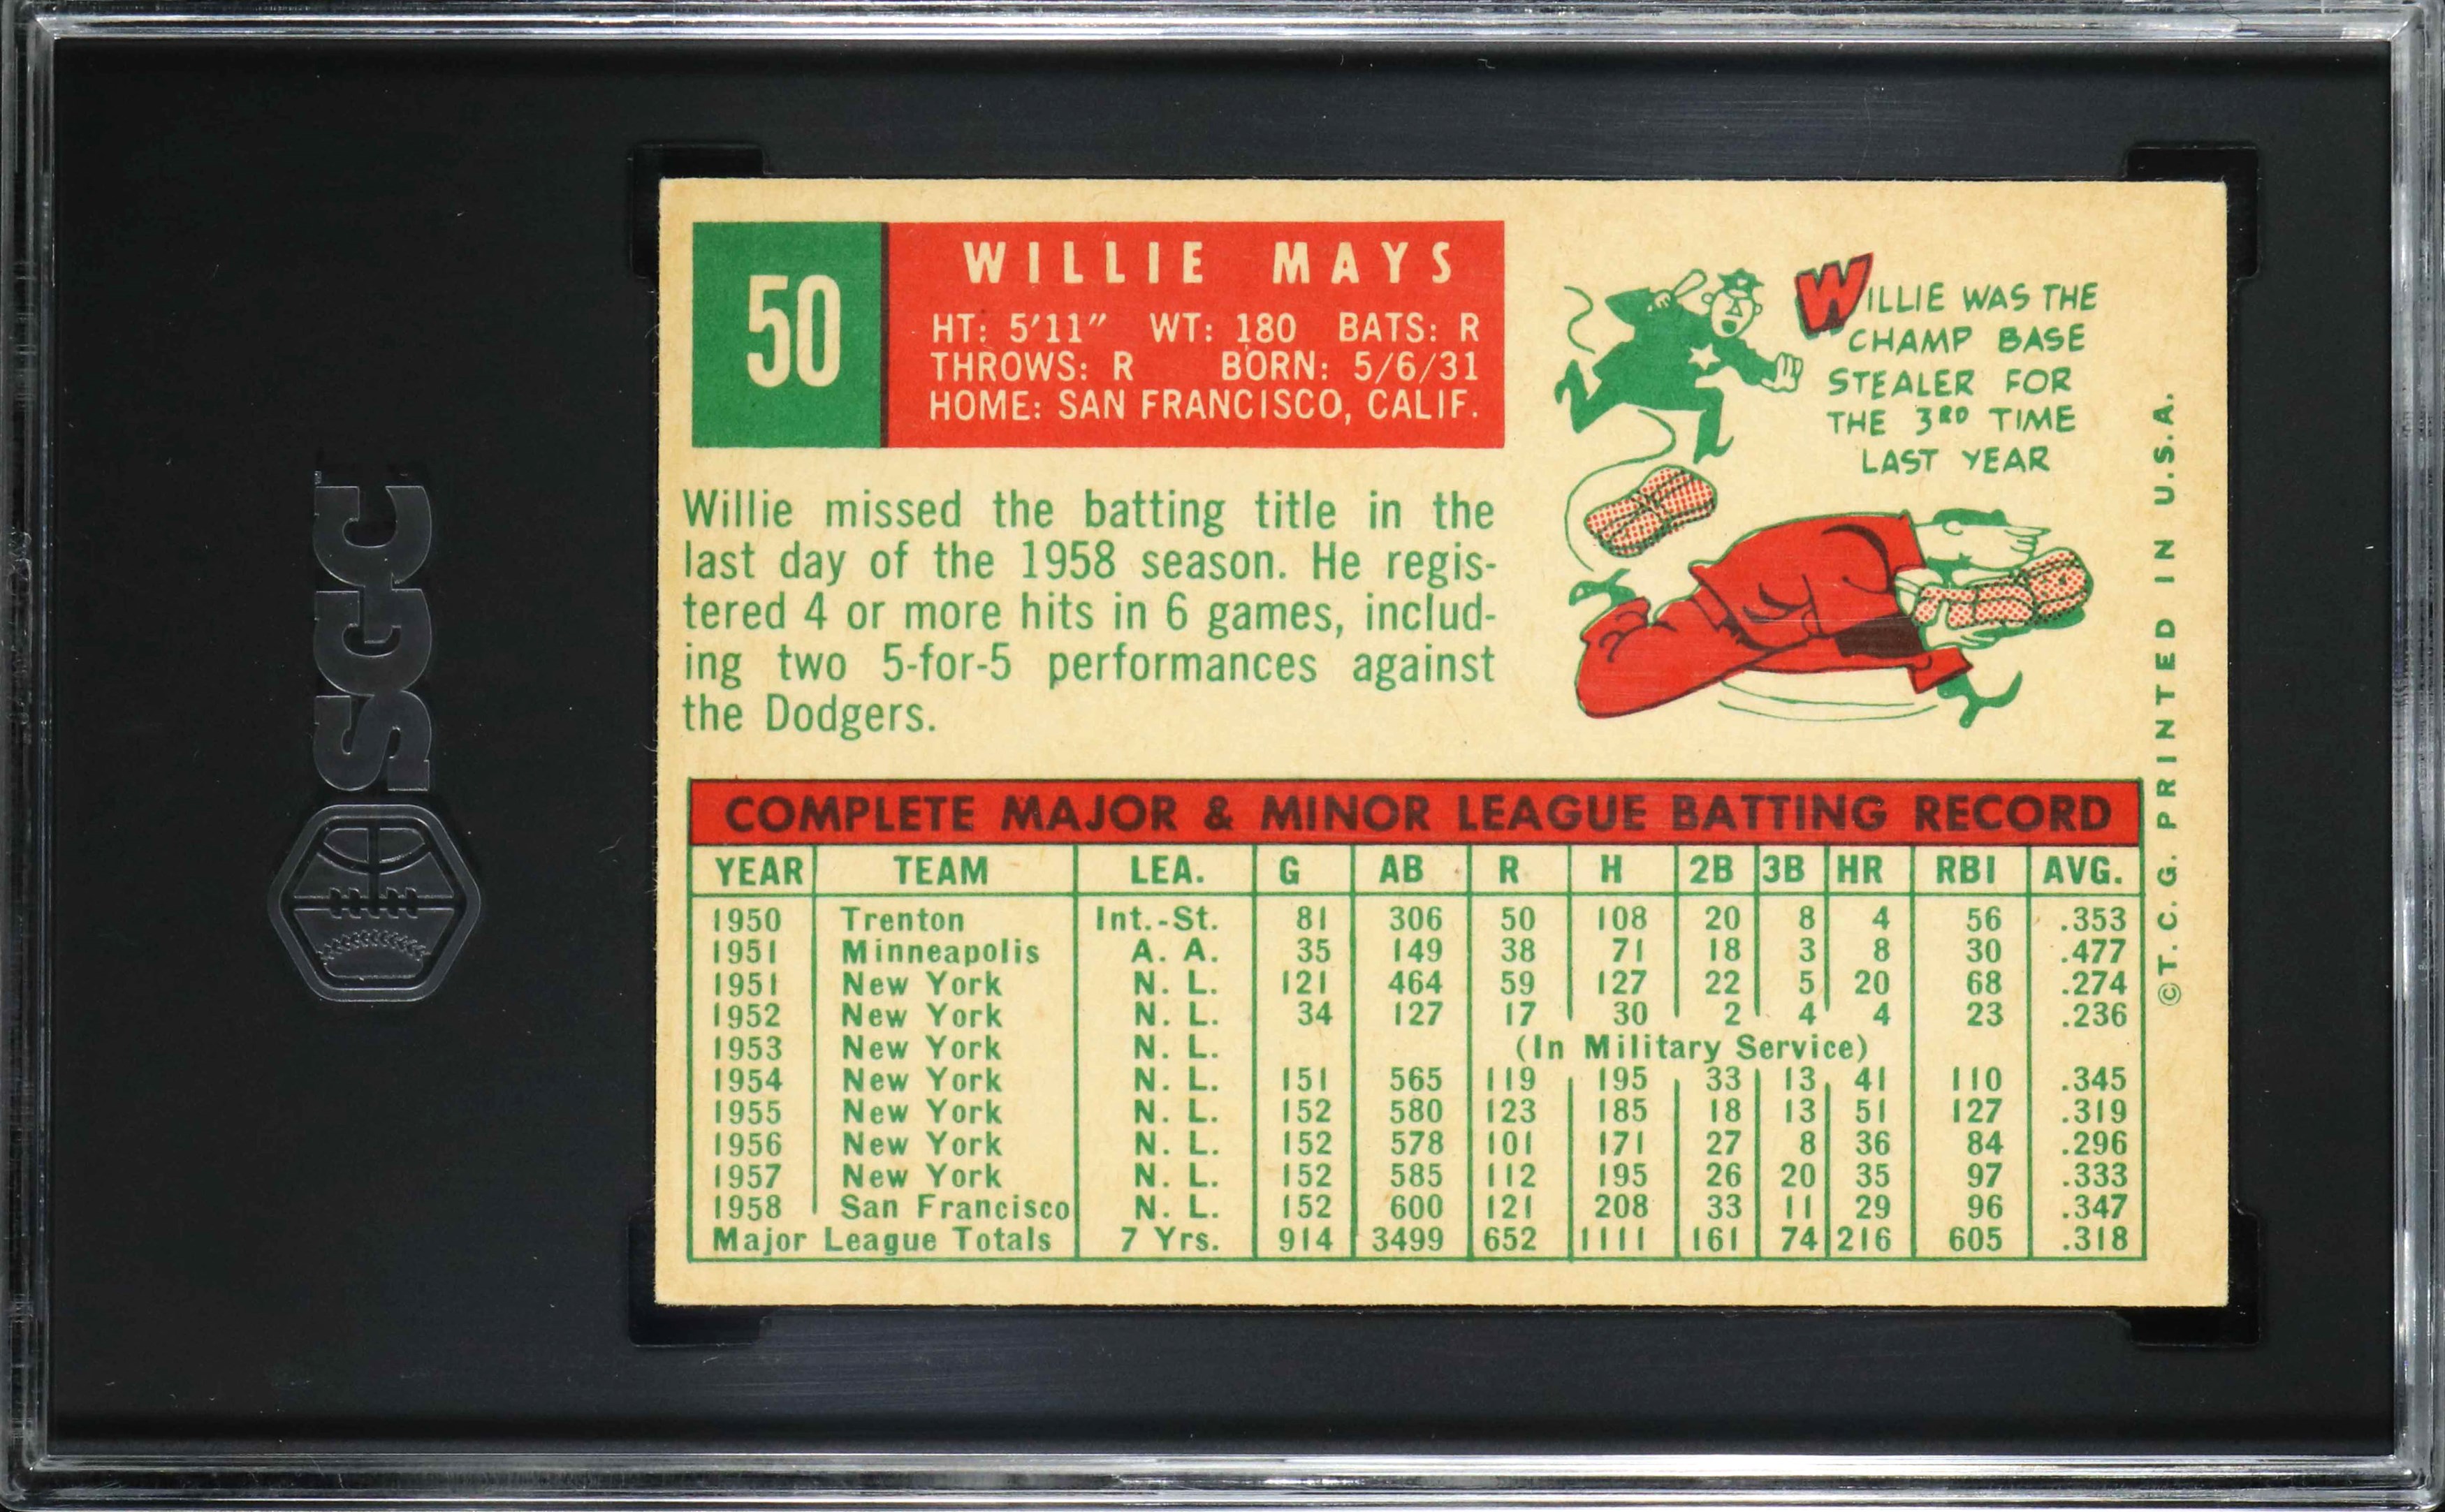 SGC
50
WILLIE MAYS
HT: 5'11" WT: 180 BATS: R
THROWS: R BORN: 5/6/31
HOME: SAN FRANCISCO, CALIF.
WILLIE WAS THE
CHAMP BASE
STEALER FOR
THE 3RD TIME
LAST YEAR
Willie missed the batting title in the
last day of the 1958 season. He regis-
tered 4 or more hits in 6 games, includ-
ing two 5-for-5 performances against
the Dodgers.
COMPLETE MAJOR & MINOR LEAGUE BATTING RECORD
YEAR TEAM LEA. G AB R H 2B 3B HR RBI AVG.
1950 Trenton Int.-St. 81 306 50 108 20 8 4 56 .353
1951 Minneapolis A. A. 35 149 38 71 18 3 8 30 .477
1951 New York N. L. 121 464 59 127 22 5 20 68 .274
1952 New York N. L. 34 127 17 30 2 4 4 23 .236
1953 New York N. L. (In Military Service)
1954 New York N. L. 151 565 119 195 33 13 41 110 .345
1955 New York N. L. 152 580 123 185 18 13 51 127 .319
1956 New York N. L. 152 578 101 171 27 8 36 84 .296
1957 New York N. L. 152 585 112 195 26 20 35 97 .333
1958 San Francisco N. L. 152 600 121 208 33 11 29 96 .347
Major League Totals 7 Yrs. 914 3499 652 1111 161 74 216 605 .318
©T. C. G. PRINTED IN U.S.A.